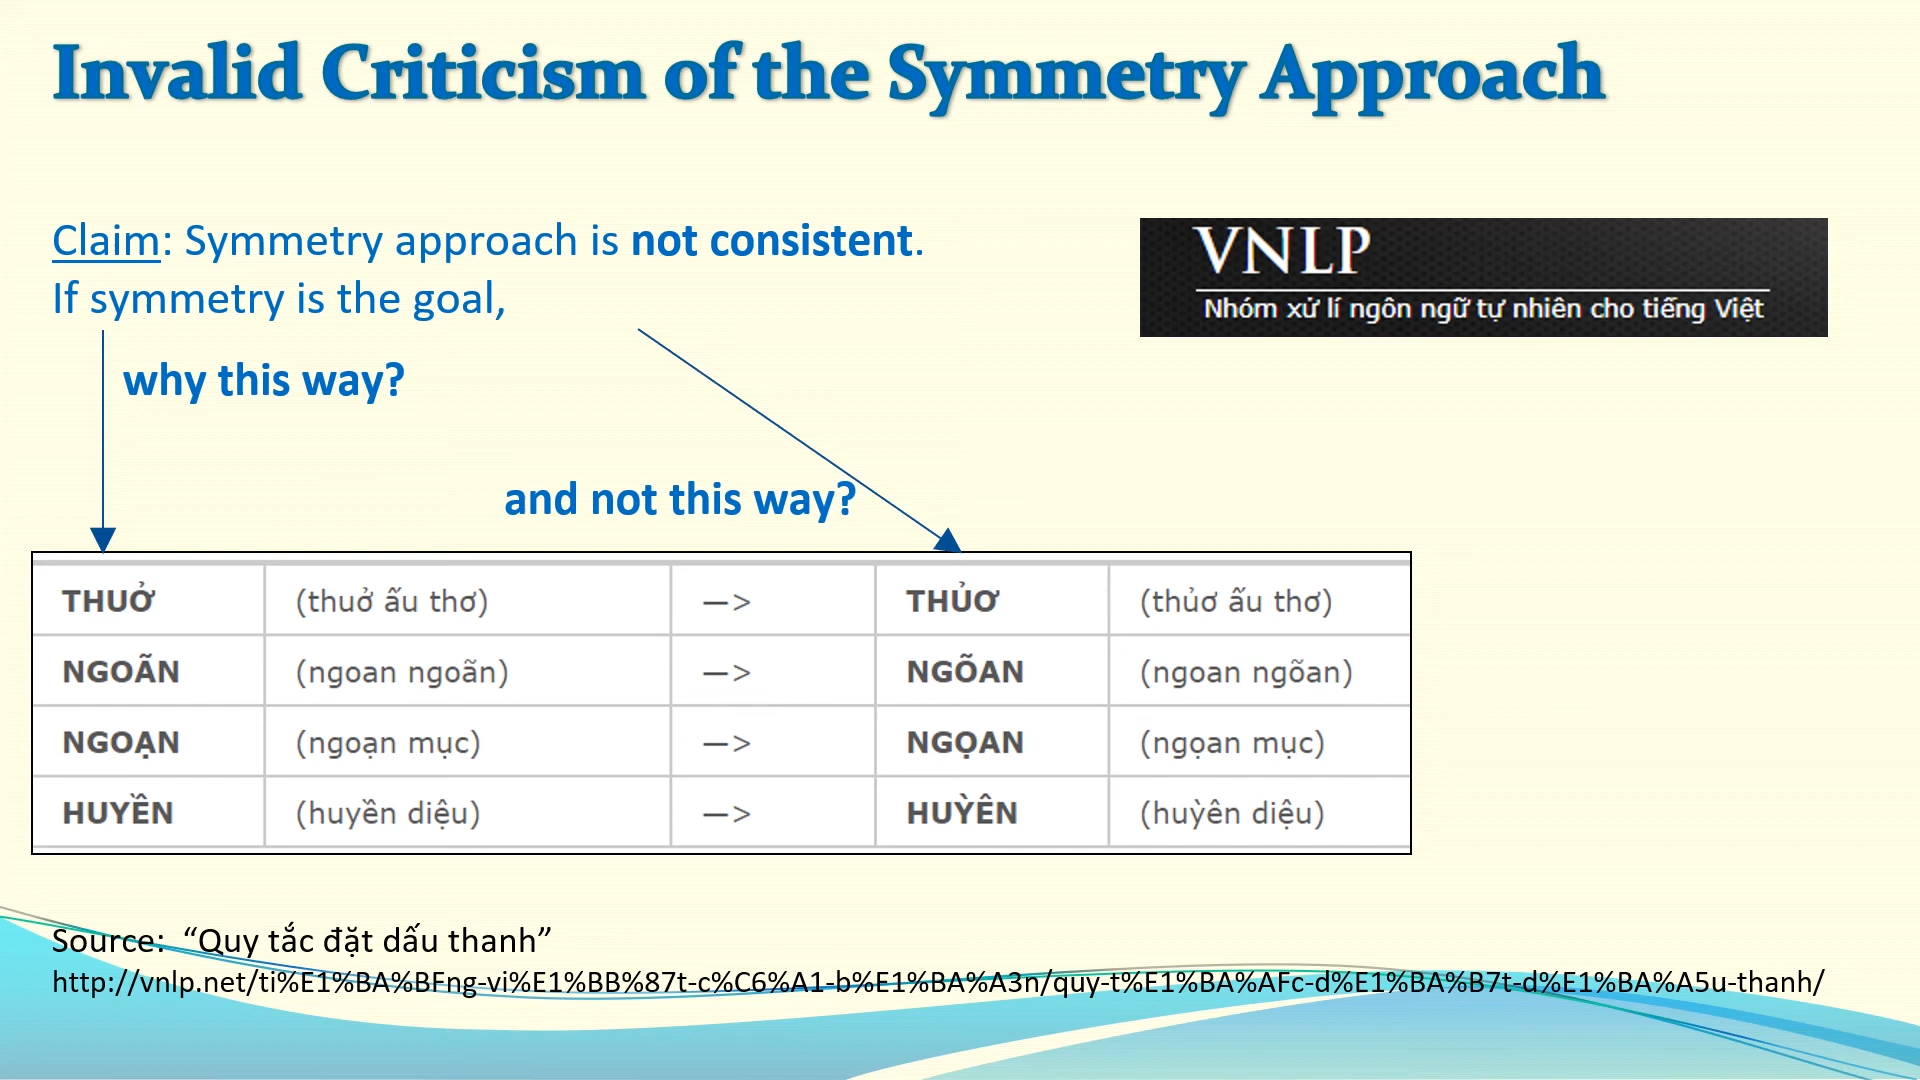 Invalid Criticism of the Symmetry Approach
Claim: Symmetry approach is not consistent.
If symmetry is the goal,
VNLP
Nhóm xử lí ngôn ngữ tự nhiên cho tiếng Việt
why this way?
and not this way?
THUỞ (thuở ấu thơ) —> THỦƠ (thủơ ấu thơ)
NGOÃN (ngoan ngoãn) —> NGÕAN (ngoan ngõan)
NGOẠN (ngoạn mục) —> NGỌAN (ngọan mục)
HUYỀN (huyền diệu) —> HUỲÊN (huỳên diệu)
Source: “Quy tắc đặt dấu thanh”
http://vnlp.net/ti%E1%BA%BFng-vi%E1%BB%87t-c%C6%A1-b%E1%BA%A3n/quy-t%E1%BA%AFc-d%E1%BA%B7t-d%E1%BA%A5u-thanh/